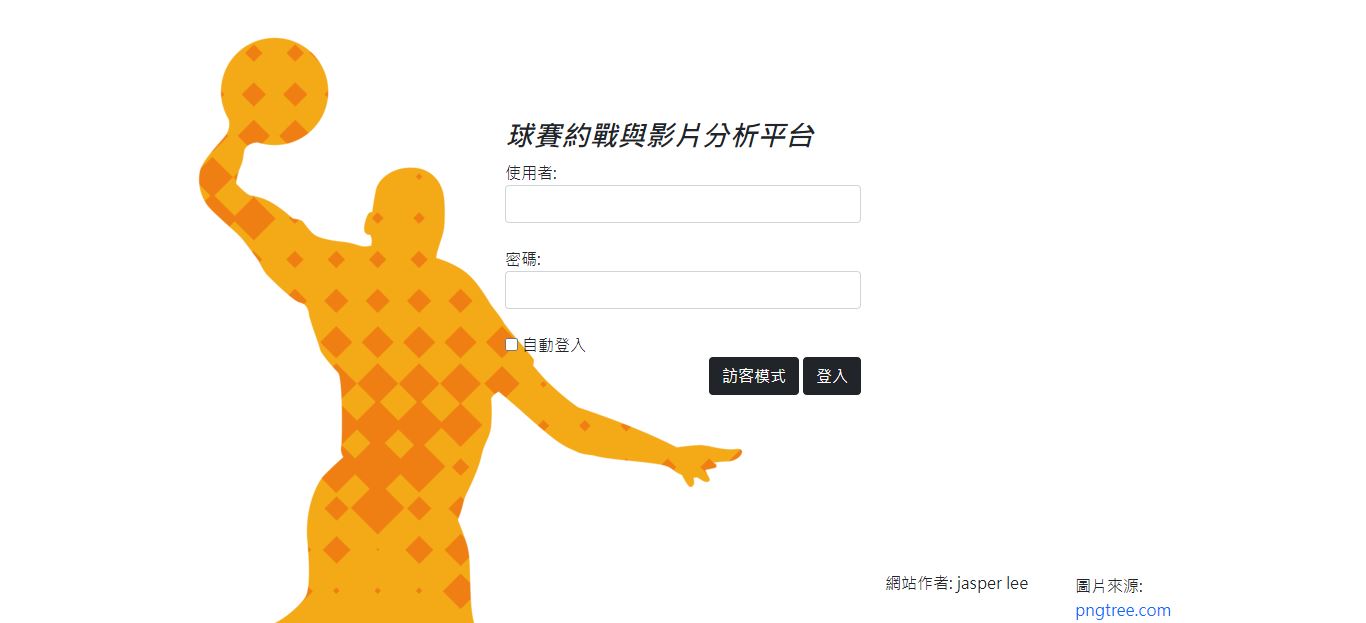 球賽約戰與影片分析平台
使用者:
密碼:
自動登入
訪客模式 登入
網站作者: jasper lee
圖片來源:
pngtree.com